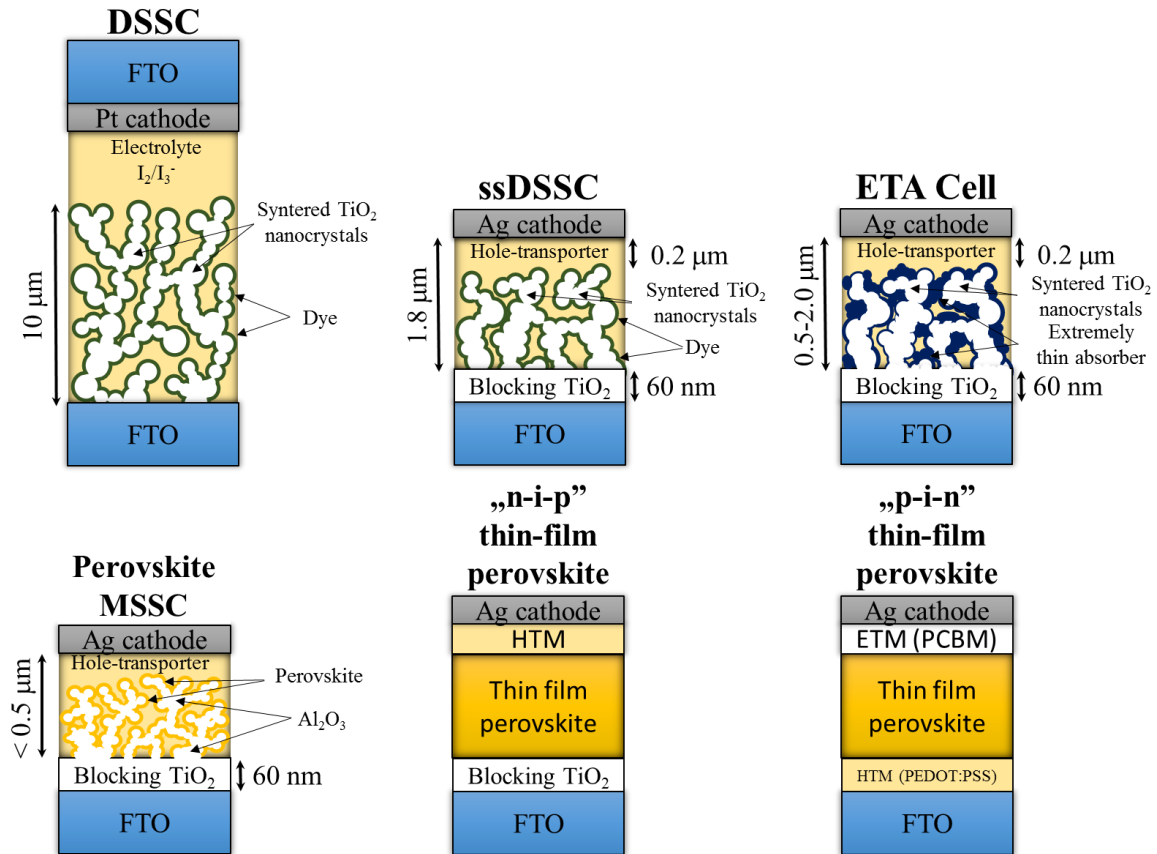 DSSC
FTO
Pt cathode
Electrolyte
I₂/I₃⁻
Syntered TiO₂
nanocrystals
Dye
10 μm
FTO
ssDSSC
Ag cathode
Hole-transporter
0.2 μm
Syntered TiO₂
nanocrystals
Dye
1.8 μm
Blocking TiO₂
60 nm
FTO
ETA Cell
Ag cathode
Hole-transporter
0.2 μm
Syntered TiO₂
nanocrystals
Extremely
thin absorber
0.5-2.0 μm
Blocking TiO₂
60 nm
FTO
Perovskite
MSSC
Ag cathode
Hole-transporter
Perovskite
Al₂O₃
< 0.5 μm
Blocking TiO₂
60 nm
FTO
„n-i-p”
thin-film
perovskite
Ag cathode
HTM
Thin film
perovskite
Blocking TiO₂
FTO
„p-i-n”
thin-film
perovskite
Ag cathode
ETM (PCBM)
Thin film
perovskite
HTM (PEDOT:PSS)
FTO